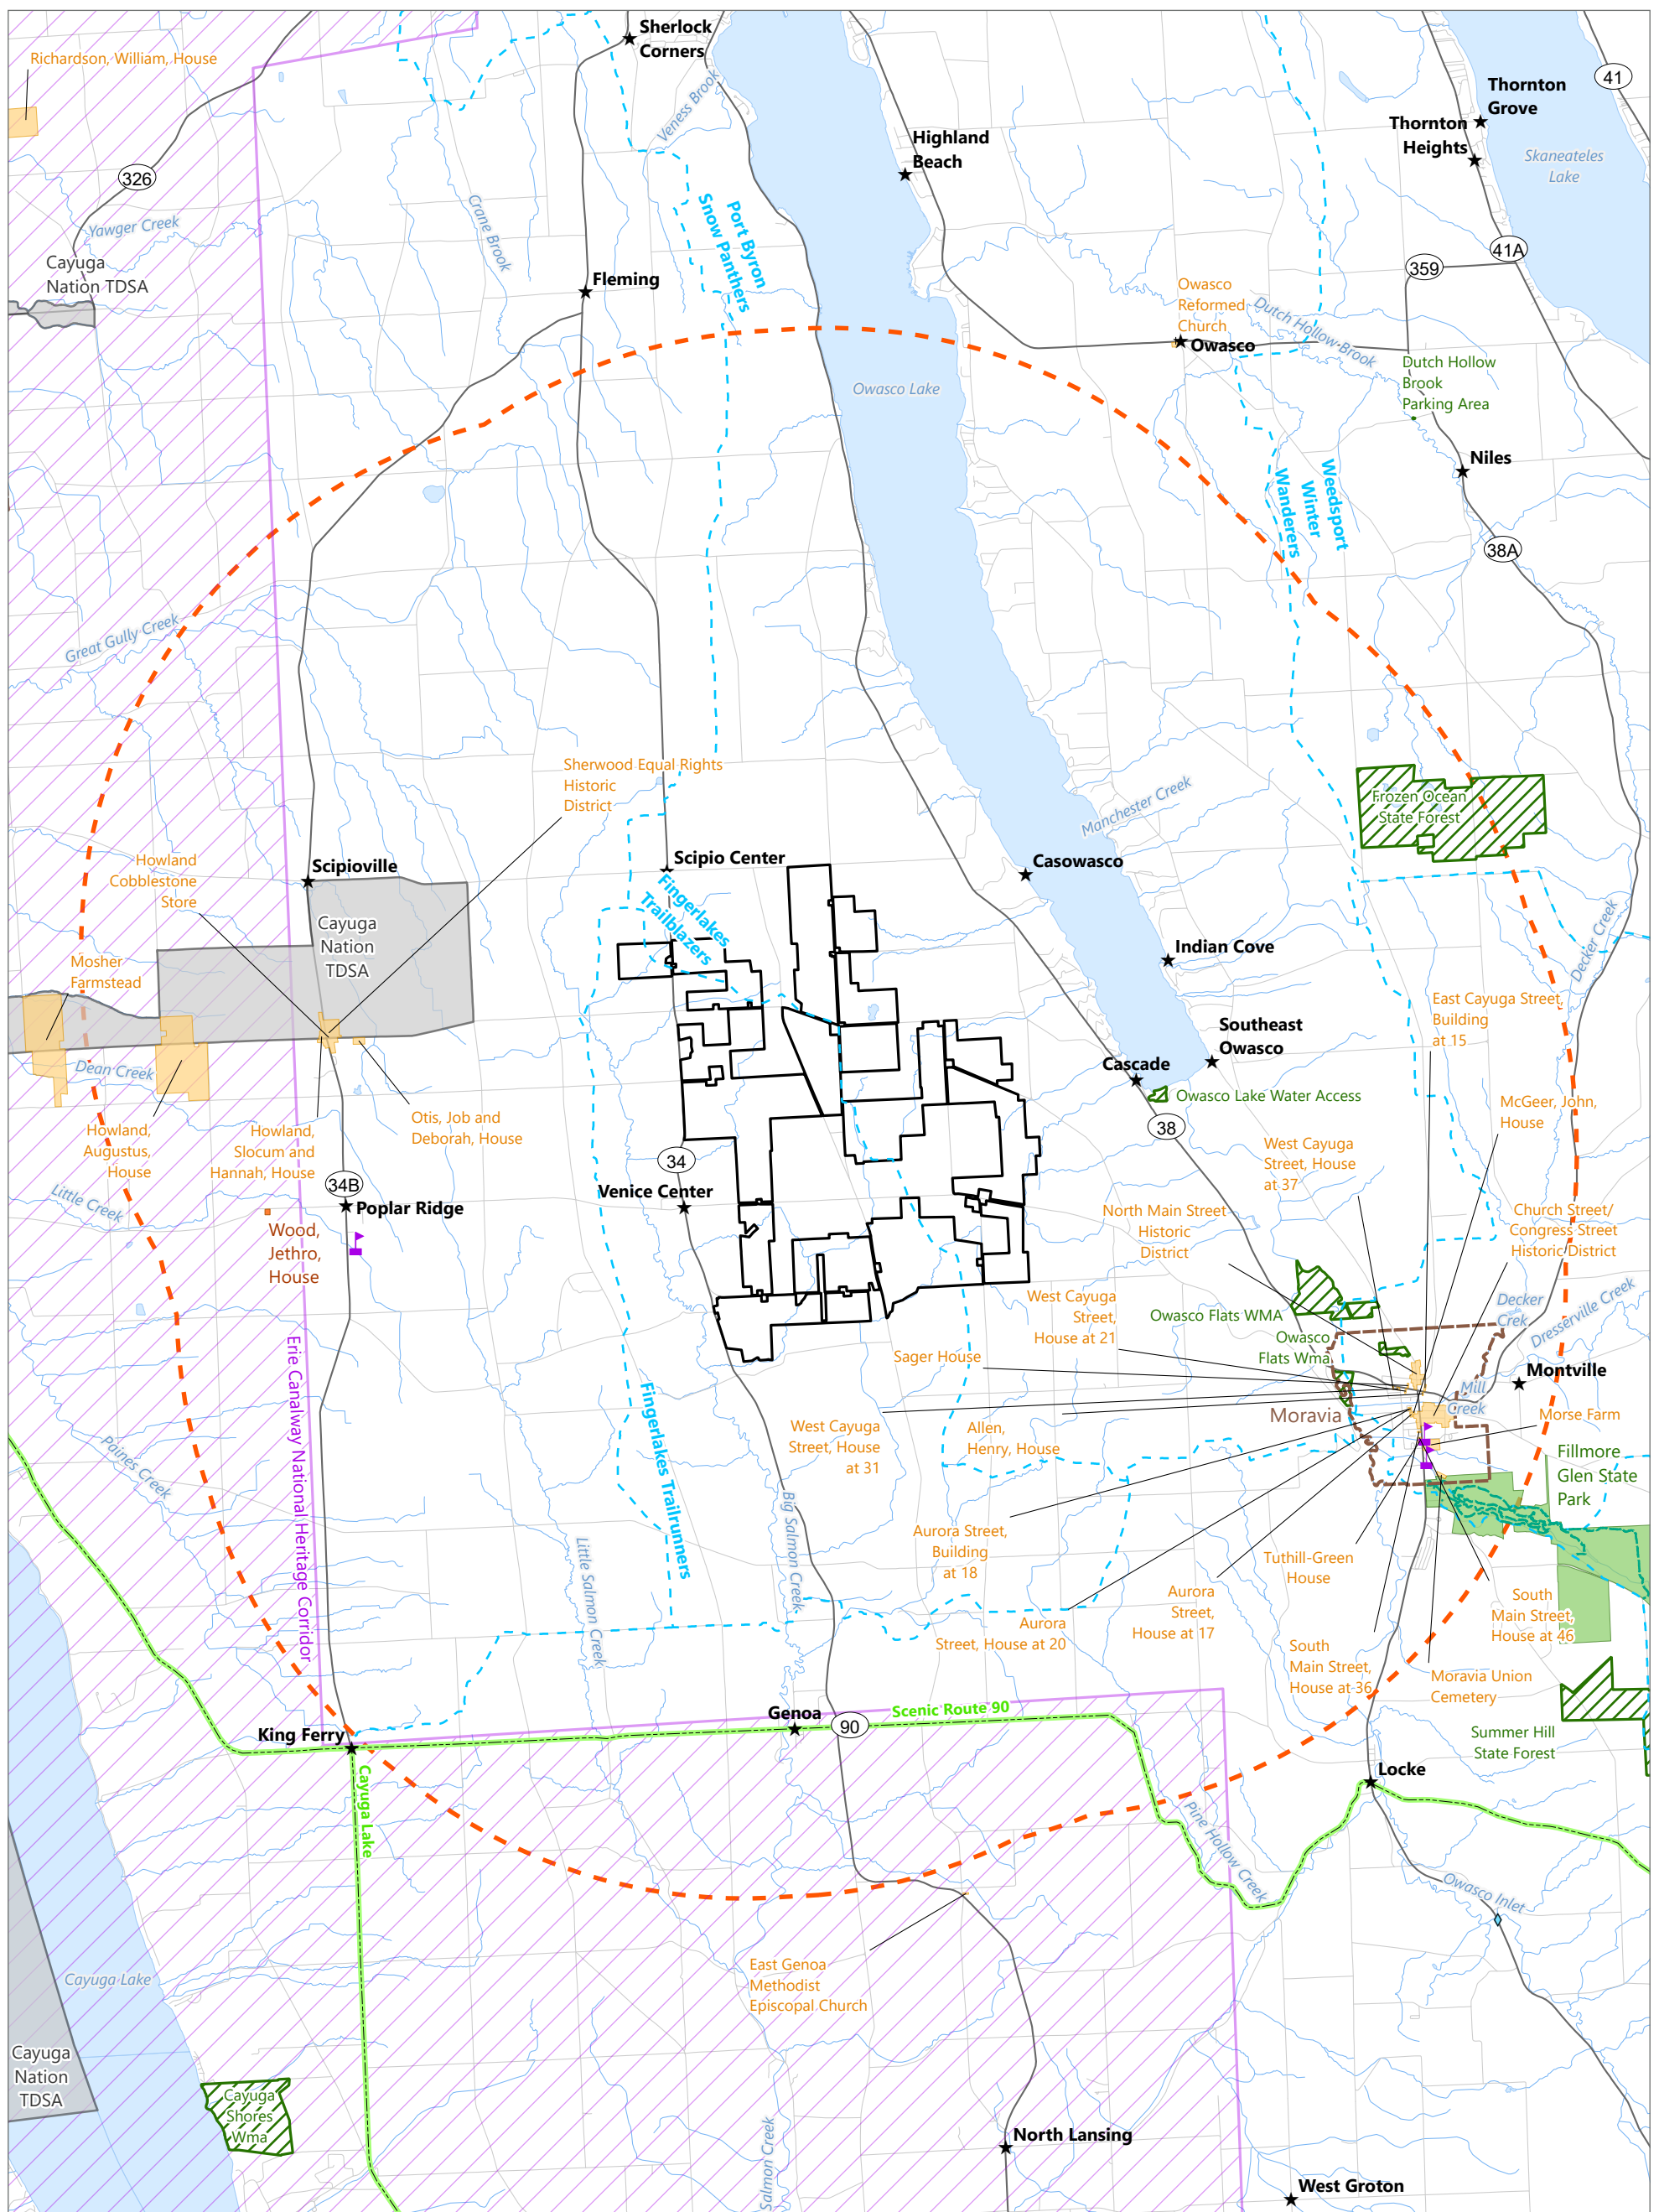 Sherlock
Corners
Richardson, William, House
41
Thornton
Grove
Thornton
Heights
Skaneateles
Lake
Veness Brook
Highland
Beach
326
Yawger Creek
Crane Brook
Port Byron
Snow Panthers
41A
359
Cayuga
Nation TDSA
Fleming
Owasco
Reformed
Church
Dutch Hollow Brook
Owasco
Dutch Hollow
Brook
Parking Area
Owasco Lake
Niles
Weedsport
Winter
Wanderers
38A
Great Gully Creek
Sherwood Equal Rights
Historic
District
Manchester Creek
Frozen Ocean
State Forest
Howland
Cobblestone
Store
Scipioville
Scipio Center
Casowasco
Fingerlakes
Trailblazers
Cayuga
Nation
TDSA
Indian Cove
Decker Creek
Mosher
Farmstead
East Cayuga Street,
Building
at 15
Southeast
Owasco
Cascade
Dean Creek
Owasco Lake Water Access
McGeer, John,
House
Howland,
Augustus,
House
Howland,
Slocum and
Hannah, House
Otis, Job and
Deborah, House
38
West Cayuga
Street, House
at 37
34
34B
Little Creek
Venice Center
Poplar Ridge
Wood,
Jethro,
House
North Main Street
Historic
District
Church Street/
Congress Street
Historic District
West Cayuga
Street,
House at 21
Owasco Flats WMA
Owasco
Flats Wma
Decker
Crek
Dresserville Creek
Sager House
Montville
Mill
Creek
Moravia
Morse Farm
Erie Canalway National Heritage Corridor
Fingerlakes Trailrunners
West Cayuga
Street, House
at 31
Allen,
Henry, House
Paines Creek
Fillmore
Glen State
Park
Big Salmon Creek
Little Salmon Creek
Aurora Street,
Building
at 18
Tuthill-Green
House
Aurora
Street, House at 20
Aurora
Street,
House at 17
South
Main Street,
House at 46
South
Main Street,
House at 36
Moravia Union
Cemetery
King Ferry
Genoa
90
Scenic Route 90
Summer Hill
State Forest
Cayuga Lake
Locke
Pine Hollow Creek
Owasco Inlet
East Genoa
Methodist
Episcopal Church
Cayuga Lake
Cayuga
Nation
TDSA
Cayuga
Shores
Wma
Salmon Creek
North Lansing
West Groton